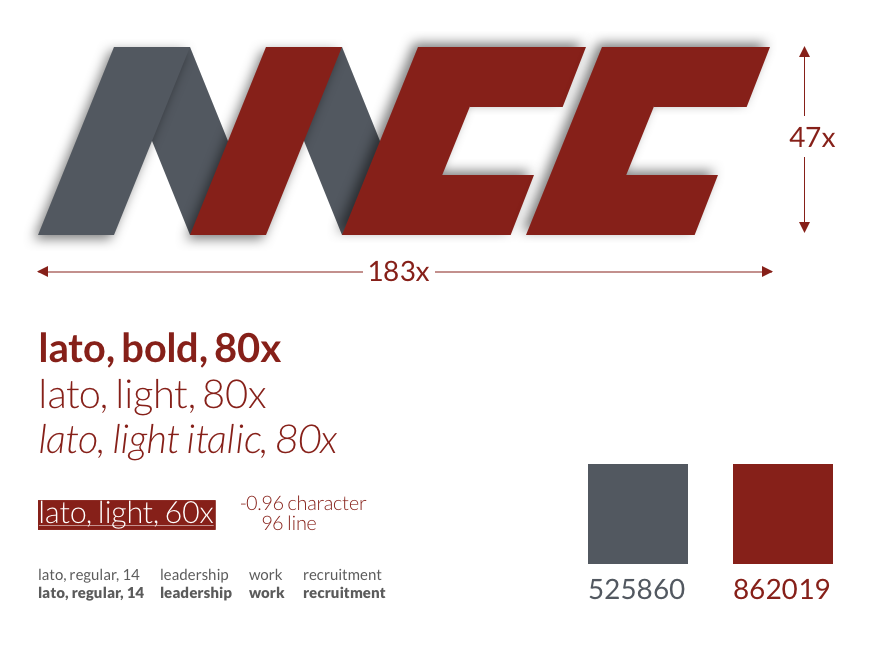 NCC
47x
183x
lato, bold, 80x
lato, light, 80x
lato, light italic, 80x
lato, light, 60x
-0.96 character
96 line
lato, regular, 14 leadership work recruitment
lato, regular, 14 leadership work recruitment
525860
862019